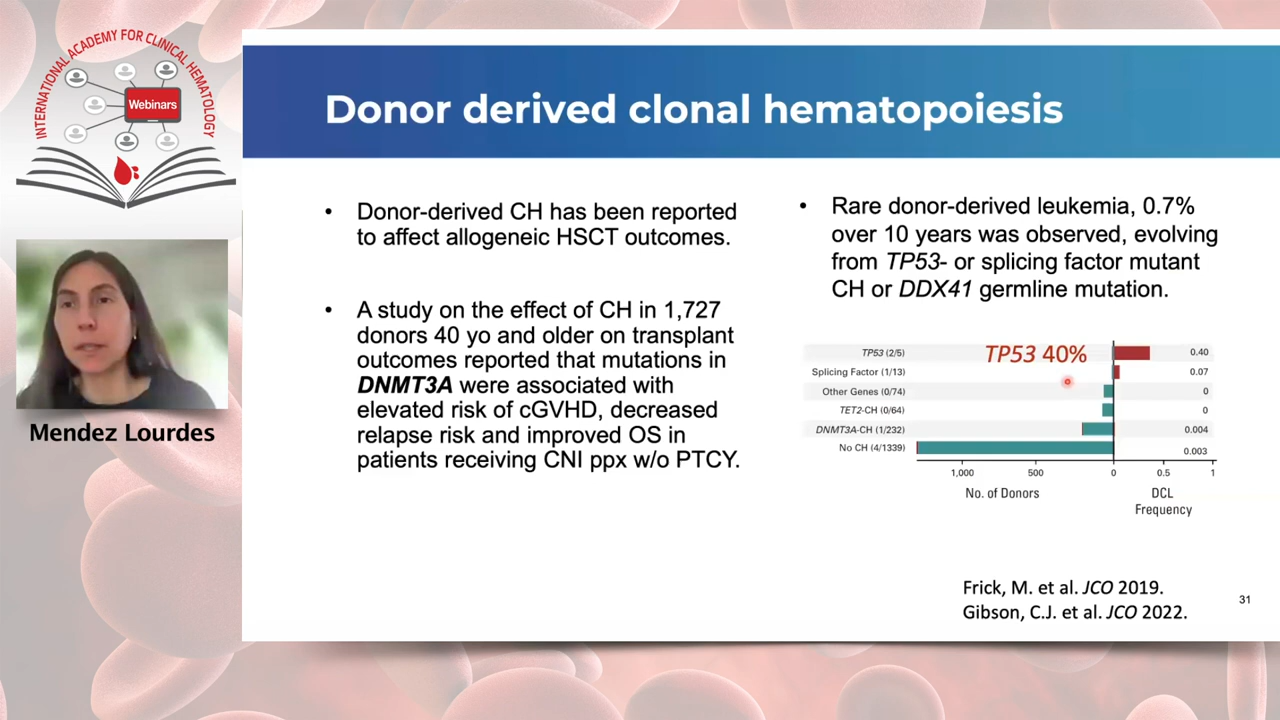 INTERNATIONAL ACADEMY FOR CLINICAL HEMATOLOGY
Webinars
Mendez Lourdes
Donor derived clonal hematopoiesis
• Donor-derived CH has been reported
to affect allogeneic HSCT outcomes.
• A study on the effect of CH in 1,727
donors 40 yo and older on transplant
outcomes reported that mutations in
DNMT3A were associated with
elevated risk of cGVHD, decreased
relapse risk and improved OS in
patients receiving CNI ppx w/o PTCY.
• Rare donor-derived leukemia, 0.7%
over 10 years was observed, evolving
from TP53- or splicing factor mutant
CH or DDX41 germline mutation.
TP53 (2/5) TP53 40% 0.40
Splicing Factor (1/13) 0.07
Other Genes (0/74) 0
TET2-CH (0/64) 0
DNMT3A-CH (1/232) 0.004
No CH (4/1339) 0.003
1,000 500 0 0.5 1
No. of Donors DCL
Frequency
Frick, M. et al. JCO 2019.
Gibson, C.J. et al. JCO 2022.
31